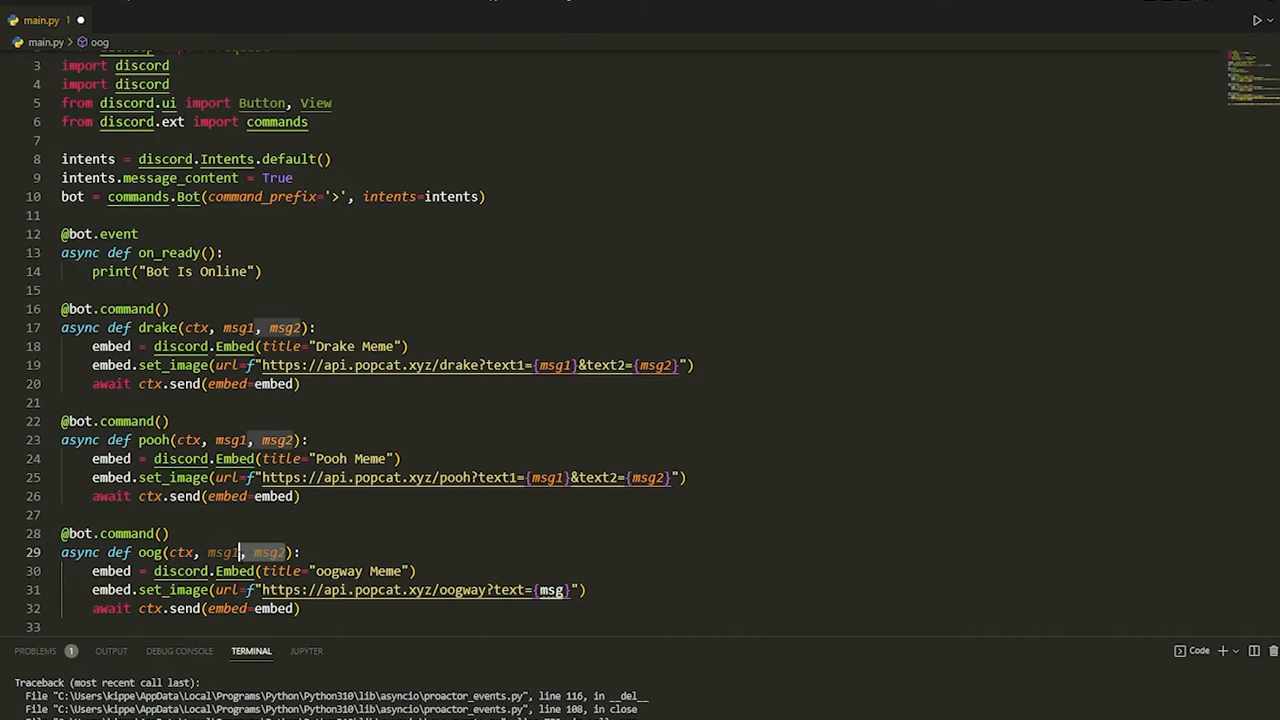 main.py 1
main.py > oog
3 import discord
4 import discord
5 from discord.ui import Button, View
6 from discord.ext import commands
7
8 intents = discord.Intents.default()
9 intents.message_content = True
10 bot = commands.Bot(command_prefix='>', intents=intents)
11
12 @bot.event
13 async def on_ready():
14     print("Bot Is Online")
15
16 @bot.command()
17 async def drake(ctx, msg1, msg2):
18     embed = discord.Embed(title="Drake Meme")
19     embed.set_image(url=f"https://api.popcat.xyz/drake?text1={msg1}&text2={msg2}")
20     await ctx.send(embed=embed)
21
22 @bot.command()
23 async def pooh(ctx, msg1, msg2):
24     embed = discord.Embed(title="Pooh Meme")
25     embed.set_image(url=f"https://api.popcat.xyz/pooh?text1={msg1}&text2={msg2}")
26     await ctx.send(embed=embed)
27
28 @bot.command()
29 async def oog(ctx, msg1, msg2):
30     embed = discord.Embed(title="oogway Meme")
31     embed.set_image(url=f"https://api.popcat.xyz/oogway?text={msg}")
32     await ctx.send(embed=embed)
33
PROBLEMS 1 OUTPUT DEBUG CONSOLE TERMINAL JUPYTER Code
Traceback (most recent call last):
  File "C:\Users\kippe\AppData\Local\Programs\Python\Python310\lib\asyncio\proactor_events.py", line 116, in __del__
  File "C:\Users\kippe\AppData\Local\Programs\Python\Python310\lib\asyncio\proactor_events.py", line 108, in close